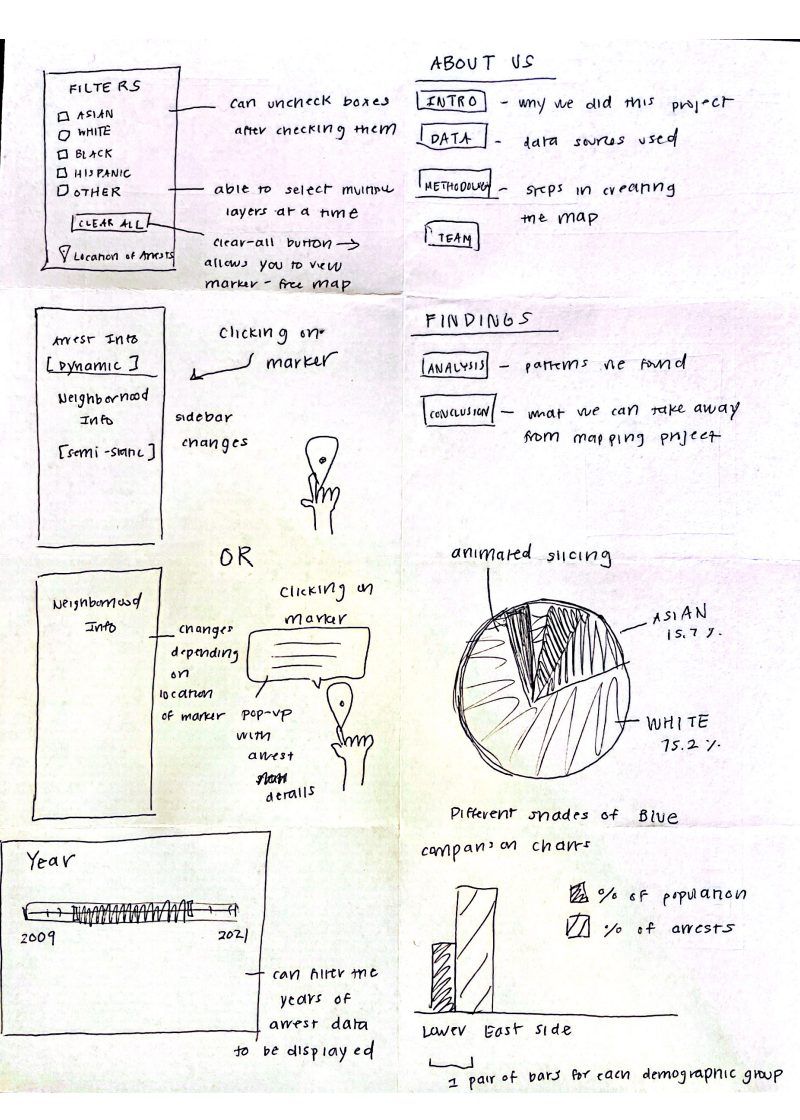 FILTERS
ASIAN
WHITE
BLACK
HISPANIC
OTHER
CLEAR ALL
Location of Arrests
can uncheck boxes
after checking them
able to select multiple
layers at a time
clear-all button →
allows you to view
marker-free map
ABOUT US
INTRO - why we did this project
DATA - data sources used
METHODOLOGY - steps in creating
the map
TEAM
Arrest Info
[Dynamic]
Neighborhood
Info
[semi-static]
clicking on
marker
sidebar
changes
FINDINGS
ANALYSIS - patterns we found
CONCLUSION - what we can take away
from mapping project
OR
Neighborhood
Info
changes
depending
on
location
of marker
clicking on
marker
pop-up
with
arrest
details
animated slicing
ASIAN
15.7 %.
WHITE
75.2 %.
Different shades of Blue
Year
2009
2021
can filter the
years of
arrest data
to be displayed
comparison charts
% of population
% of arrests
Lower East side
1 pair of bars for each demographic group